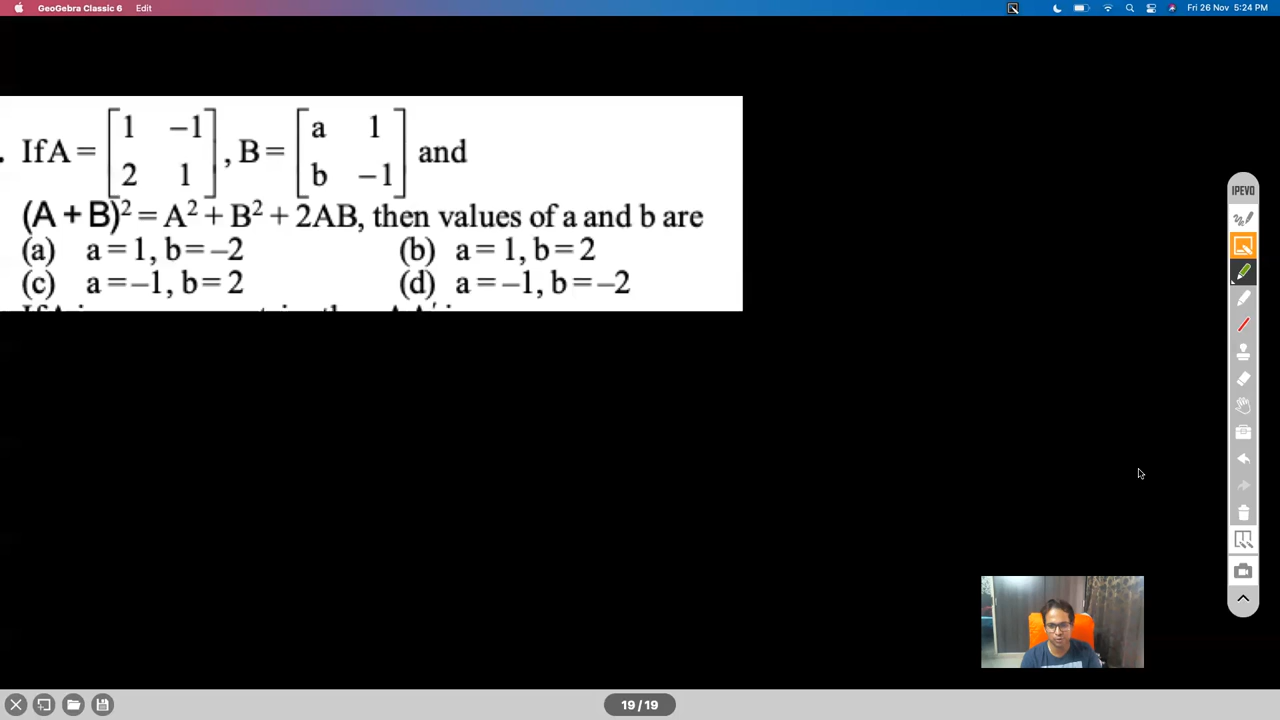 GeoGebra Classic 6 Edit Fri 26 Nov 5:24 PM
. If A = [1 −1; 2 1], B = [a 1; b −1] and
(A + B)² = A² + B² + 2AB, then values of a and b are
(a) a = 1, b = −2 (b) a = 1, b = 2
(c) a = −1, b = 2 (d) a = −1, b = −2
IPEVO
19 / 19